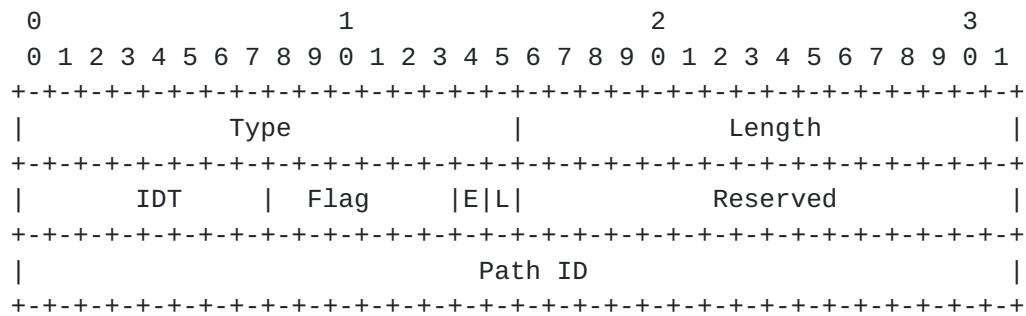 0                   1                   2                   3
 0 1 2 3 4 5 6 7 8 9 0 1 2 3 4 5 6 7 8 9 0 1 2 3 4 5 6 7 8 9 0 1
+-+-+-+-+-+-+-+-+-+-+-+-+-+-+-+-+-+-+-+-+-+-+-+-+-+-+-+-+-+-+-+-+
|             Type              |             Length            |
+-+-+-+-+-+-+-+-+-+-+-+-+-+-+-+-+-+-+-+-+-+-+-+-+-+-+-+-+-+-+-+-+
|       IDT     |  Flag     |E|L|            Reserved           |
+-+-+-+-+-+-+-+-+-+-+-+-+-+-+-+-+-+-+-+-+-+-+-+-+-+-+-+-+-+-+-+-+
|                             Path ID                           |
+-+-+-+-+-+-+-+-+-+-+-+-+-+-+-+-+-+-+-+-+-+-+-+-+-+-+-+-+-+-+-+-+